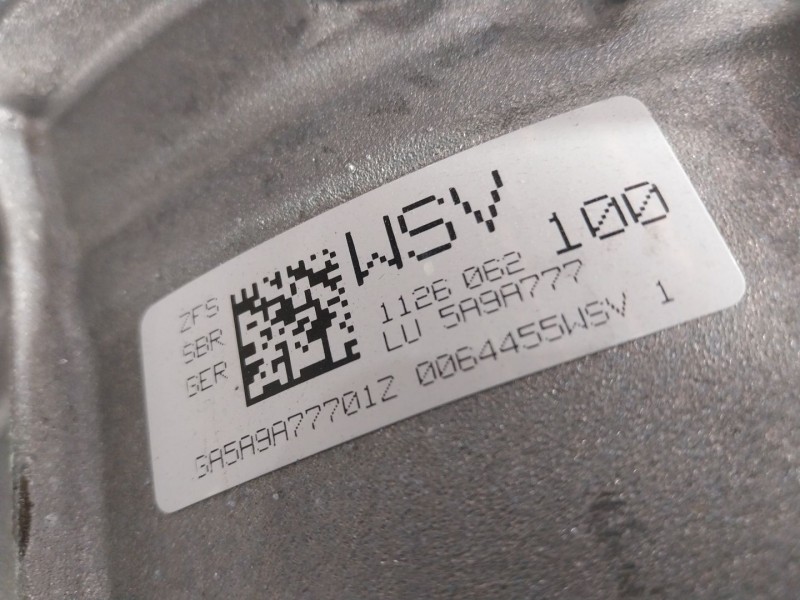 WSV 100
ZFS 1126 062
SBR LU 5A9A777
GER
GA5A9A77701Z 0064455WSV 1